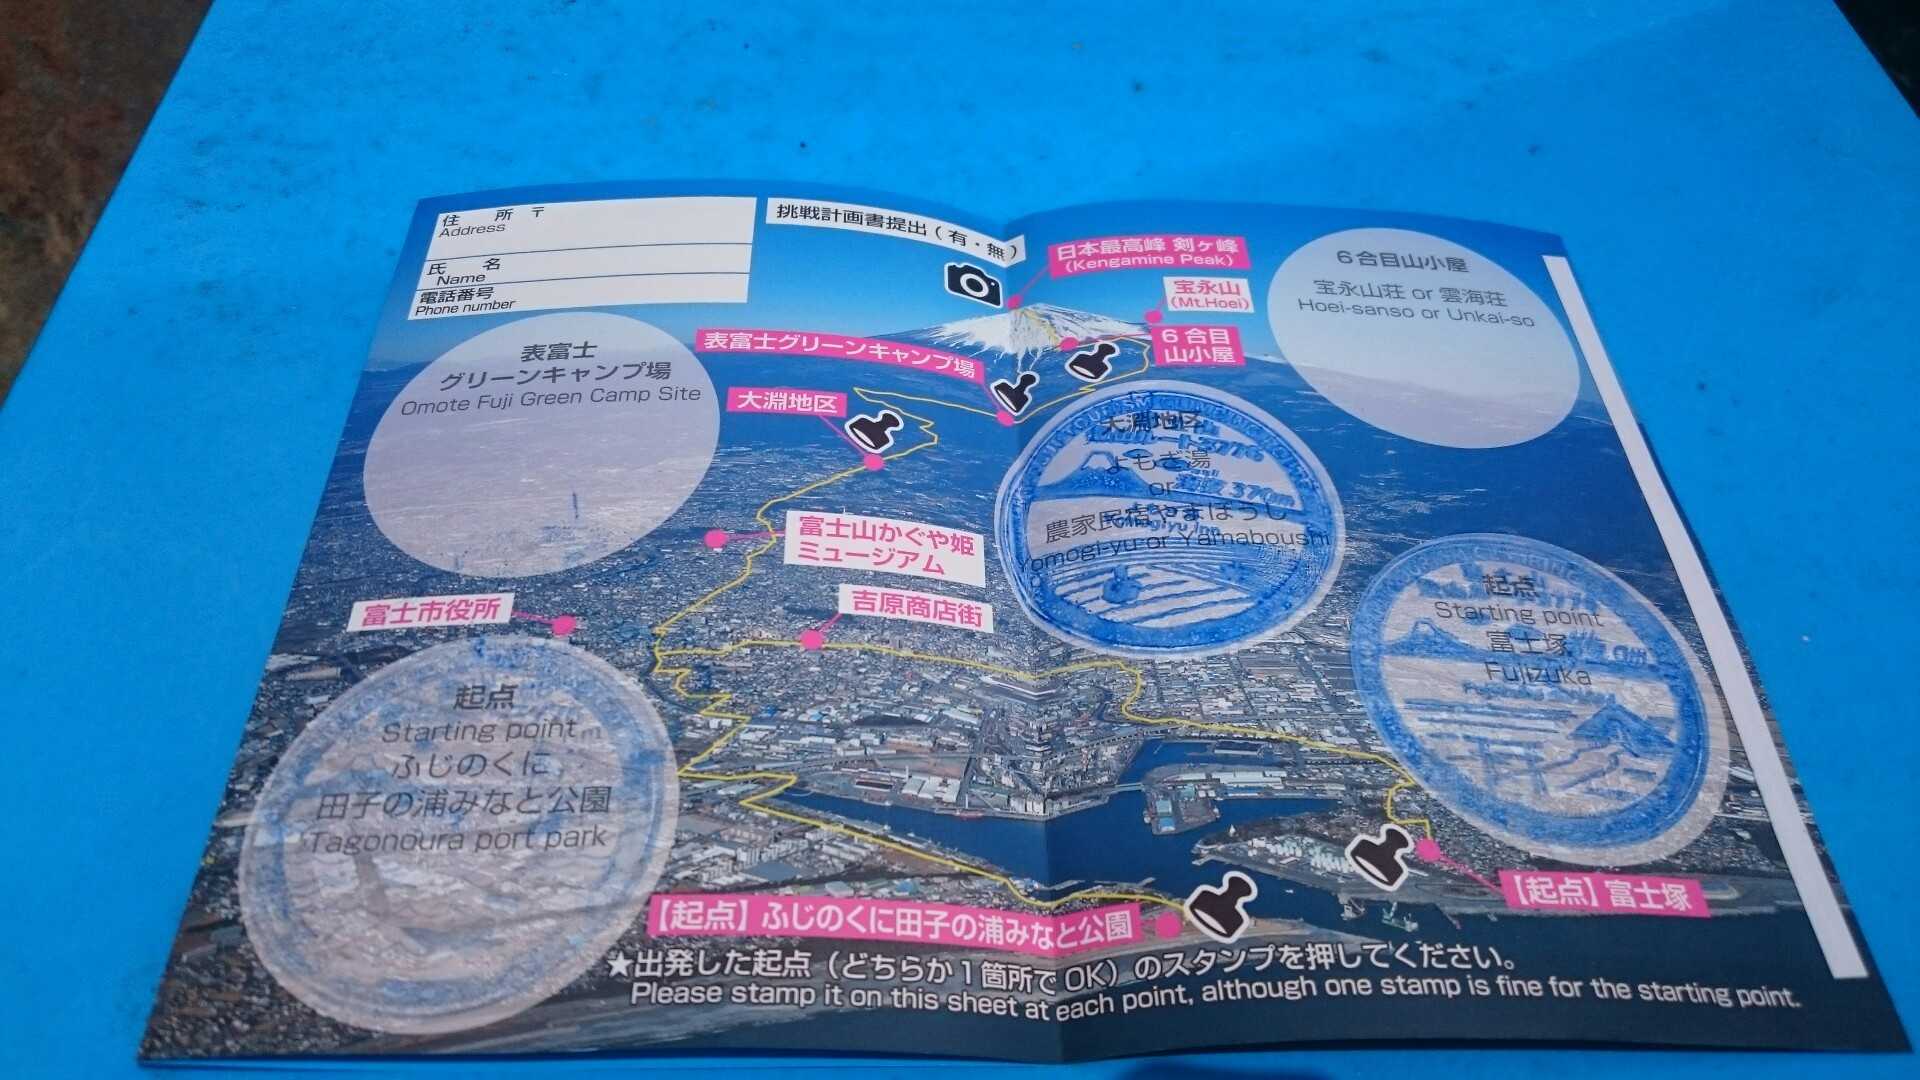 住 所 〒
Address
氏 名
Name
電話番号
Phone number
挑戦計画書提出(有・無)
日本最高峰 剣ヶ峰
(Kengamine Peak)
宝永山
(Mt.Hoei)
6合目
山小屋
6合目山小屋
宝永山荘 or 雲海荘
Hoei-sanso or Unkai-so
表富士グリーンキャンプ場
表富士
グリーンキャンプ場
Omote Fuji Green Camp Site
大淵地区
大淵地区
よもぎ湯
or
農家民宿やまぼうし
Yomogi-yu or Yamaboushi
370m
富士山かぐや姫
ミュージアム
吉原商店街
富士市役所
起点
Starting point
富士塚
Fujizuka
起点
Starting point
ふじのくに
田子の浦みなと公園
Tagonoura port park
【起点】富士塚
【起点】ふじのくに田子の浦みなと公園
★出発した起点(どちらか1箇所でOK)のスタンプを押してください。
Please stamp it on this sheet at each point, although one stamp is fine for the starting point.